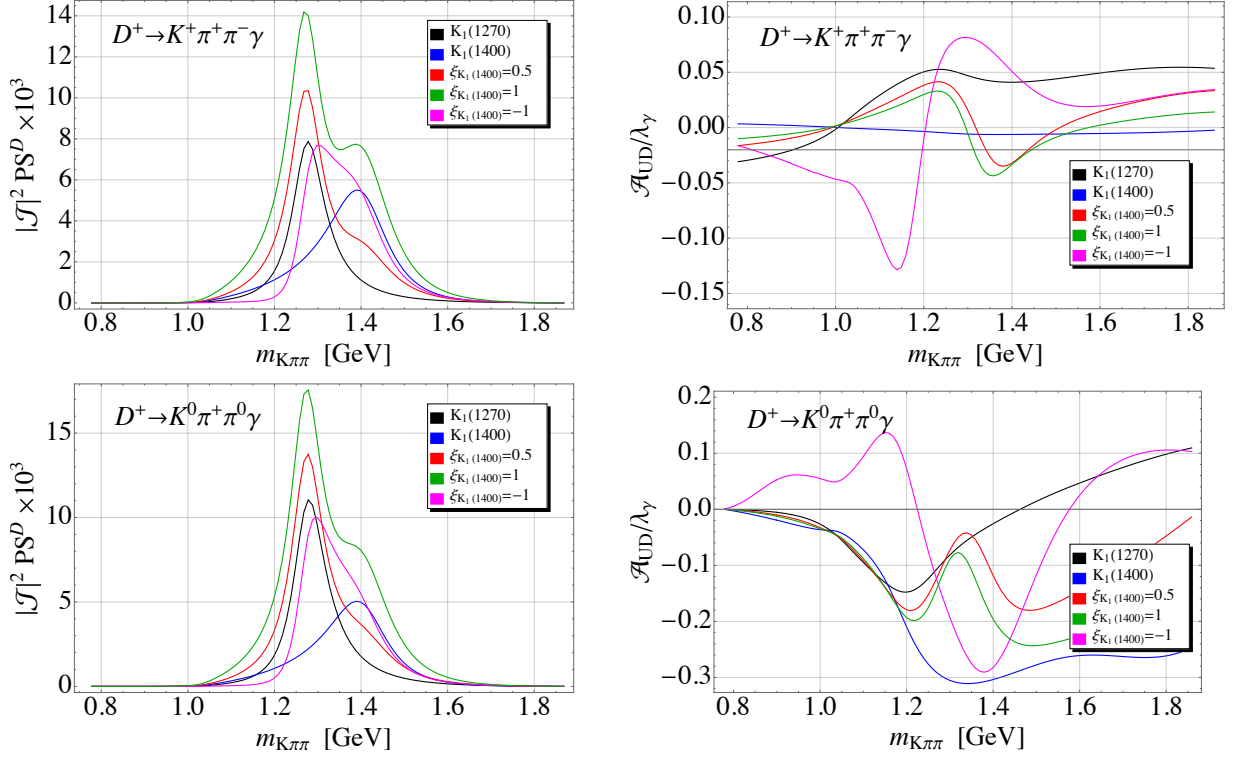 D⁺→K⁺π⁺π⁻γ
|𝒥|² PSᴰ ×10³
14
12
10
8
6
4
2
0
K₁(1270)
K₁(1400)
ξK₁(1400)=0.5
ξK₁(1400)=1
ξK₁(1400)=−1
0.8 1.0 1.2 1.4 1.6 1.8
mKππ [GeV]
D⁺→K⁺π⁺π⁻γ
𝒜UD/λγ
0.10
0.05
0.00
−0.05
−0.10
−0.15
K₁(1270)
K₁(1400)
ξK₁(1400)=0.5
ξK₁(1400)=1
ξK₁(1400)=−1
0.8 1.0 1.2 1.4 1.6 1.8
mKππ [GeV]
D⁺→K⁰π⁺π⁰γ
|𝒥|² PSᴰ ×10³
15
10
5
0
K₁(1270)
K₁(1400)
ξK₁(1400)=0.5
ξK₁(1400)=1
ξK₁(1400)=−1
0.8 1.0 1.2 1.4 1.6 1.8
mKππ [GeV]
D⁺→K⁰π⁺π⁰γ
𝒜UD/λγ
0.2
0.1
0.0
−0.1
−0.2
−0.3
K₁(1270)
K₁(1400)
ξK₁(1400)=0.5
ξK₁(1400)=1
ξK₁(1400)=−1
0.8 1.0 1.2 1.4 1.6 1.8
mKππ [GeV]